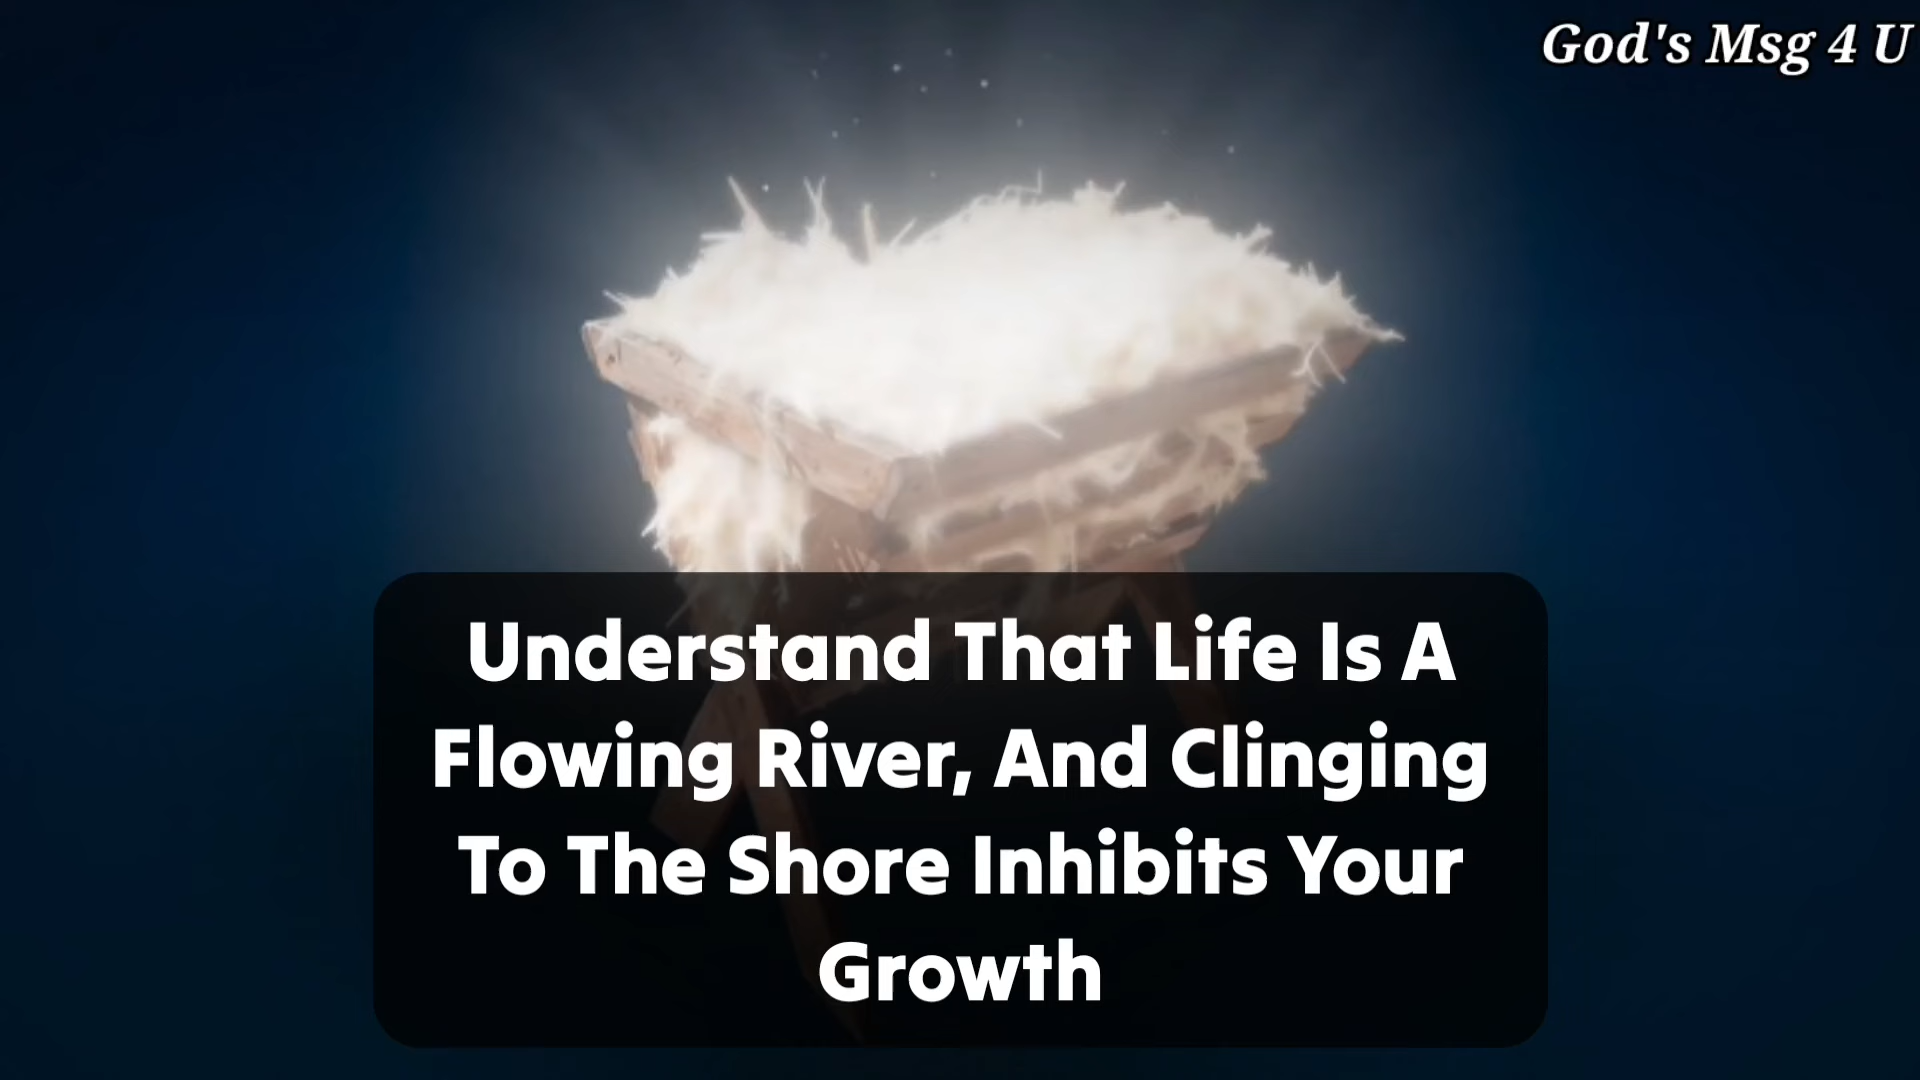 God's Msg 4 U
Understand That Life Is A
Flowing River, And Clinging
To The Shore Inhibits Your
Growth